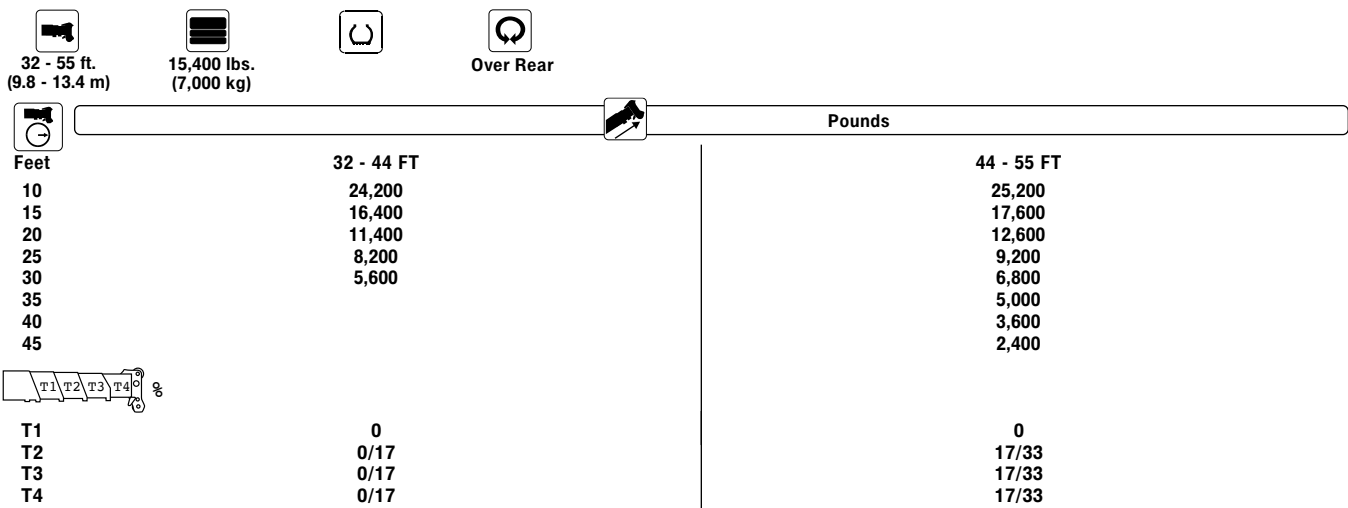 32 - 55 ft.
(9.8 - 13.4 m)
15,400 lbs.
(7,000 kg)
Over Rear
Pounds
Feet 32 - 44 FT 44 - 55 FT
10 24,200 25,200
15 16,400 17,600
20 11,400 12,600
25 8,200 9,200
30 5,600 6,800
35 5,000
40 3,600
45 2,400
T1 T2 T3 T4 %
T1 0 0
T2 0/17 17/33
T3 0/17 17/33
T4 0/17 17/33